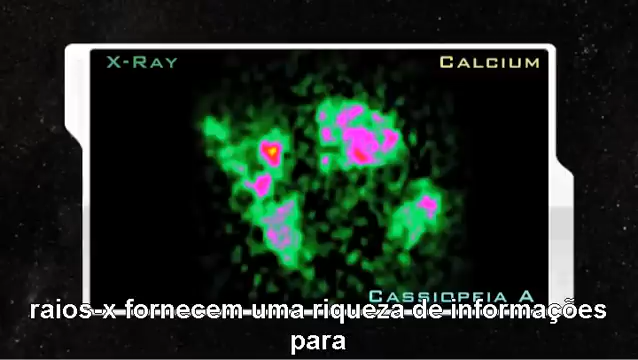 X-Ray
Calcium
Cassiopeia A
raios-x fornecem uma riqueza de informações
para